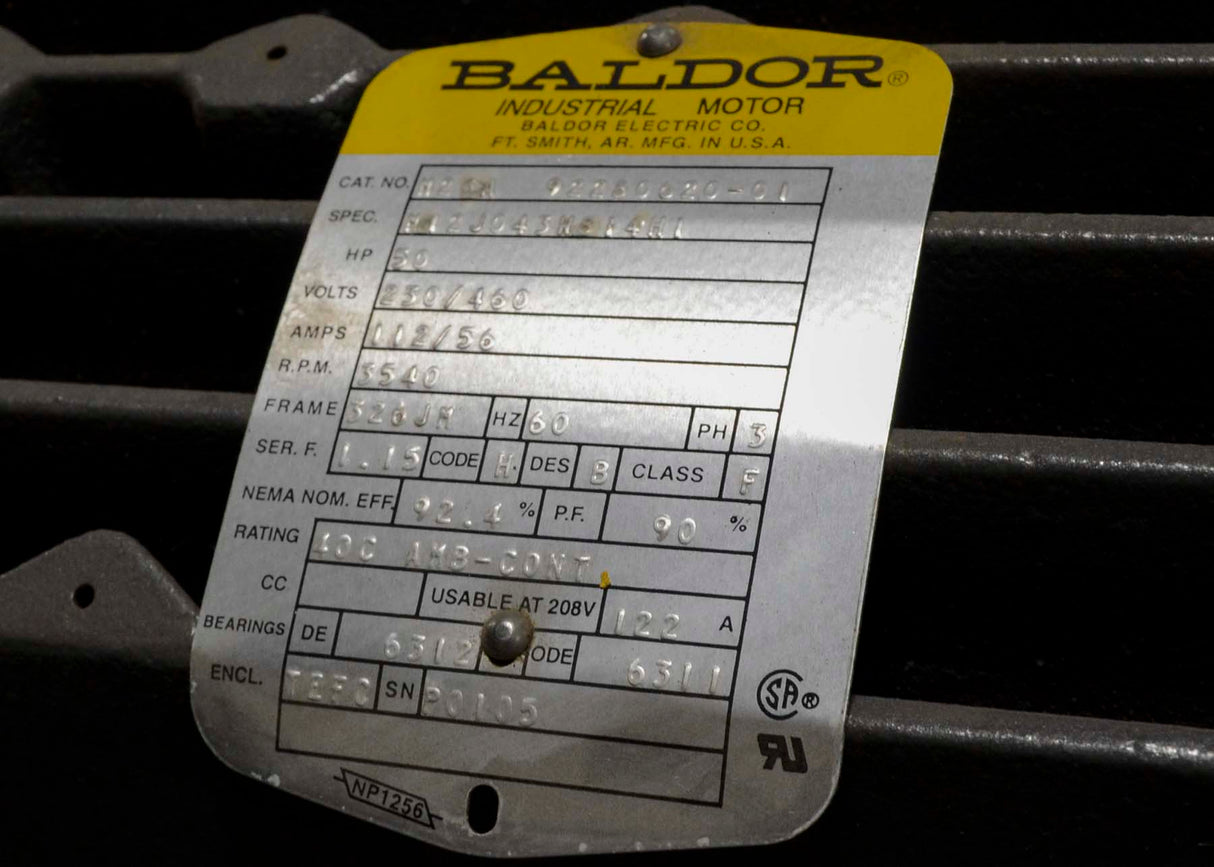 BALDOR®
INDUSTRIAL MOTOR
BALDOR ELECTRIC CO.
FT. SMITH, AR. MFG. IN U.S.A.
CAT. NO.
SPEC.
HP 50
VOLTS 230/460
AMPS 112/56
R.P.M. 3540
FRAME 326JM HZ 60 PH 3
SER. F. 1.15 CODE H. DES B CLASS F
NEMA NOM. EFF. 92.4 % P.F. 90 %
RATING 40C AMB-CONT
CC USABLE AT 208V 122 A
BEARINGS DE 6312 ODE 6311
ENCL. TEFC SN P0105
SA®
NP1256